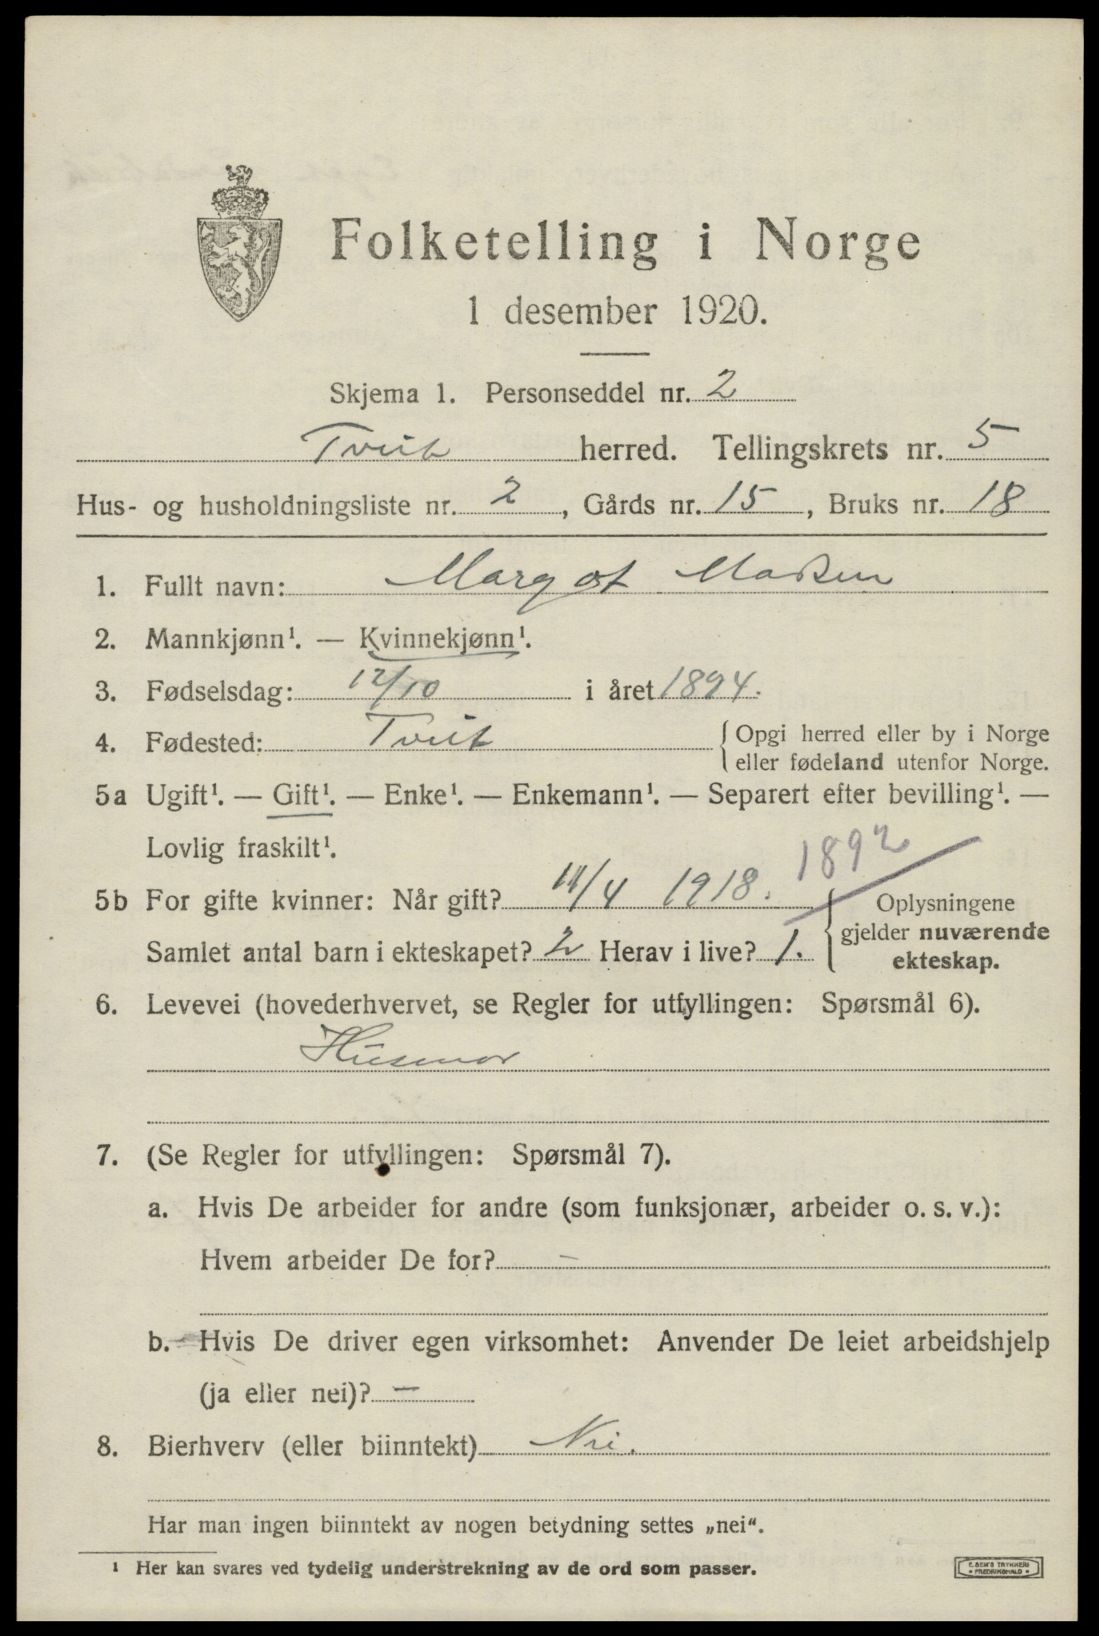 Folketelling i Norge
1 desember 1920.
Skjema 1. Personseddel nr. 2
Tveit herred. Tellingskrets nr. 5
Hus- og husholdningsliste nr. 2, Gårds nr. 15, Bruks nr. 18
1. Fullt navn: Margot Madsen
2. Mannkjønn¹. — Kvinnekjønn¹.
3. Fødselsdag: 12/10 i året 1894.
4. Fødested: Tveit { Opgi herred eller by i Norge
eller fødeland utenfor Norge.
5a Ugift¹. — Gift¹. — Enke¹. — Enkemann¹. — Separert efter bevilling¹. —
Lovlig fraskilt¹.
1892
5b For gifte kvinner: Når gift? 14/4 1918. { Oplysningene
gjelder nuværende
ekteskap.
Samlet antal barn i ekteskapet? 2 Herav i live? 1.
6. Levevei (hovederhvervet, se Regler for utfyllingen: Spørsmål 6).
Husmor
7. (Se Regler for utfyllingen: Spørsmål 7).
a. Hvis De arbeider for andre (som funksjonær, arbeider o. s. v.):
Hvem arbeider De for? —
b. Hvis De driver egen virksomhet: Anvender De leiet arbeidshjelp
(ja eller nei)? —
8. Bierhverv (eller biinntekt) Nei.
Har man ingen biinntekt av nogen betydning settes „nei“.
¹ Her kan svares ved tydelig understrekning av de ord som passer.
E. SEM'S TRYKKERI
• FREDRIKSHALD •